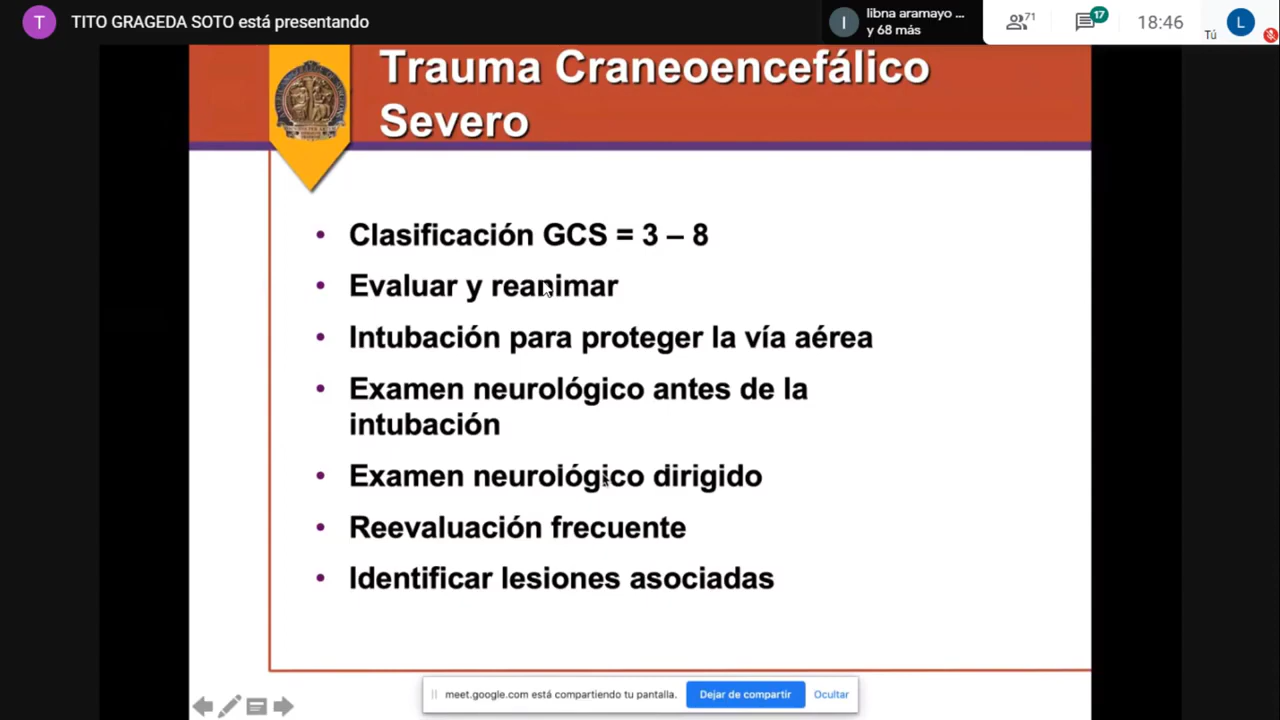 T
TITO GRAGEDA SOTO está presentando
l
libna aramayo ...
y 68 más
71
17
18:46
Tú
L
Trauma Craneoencefálico
Severo
• Clasificación GCS = 3 – 8
• Evaluar y reanimar
• Intubación para proteger la vía aérea
• Examen neurológico antes de la
intubación
• Examen neurológico dirigido
• Reevaluación frecuente
• Identificar lesiones asociadas
meet.google.com está compartiendo tu pantalla.
Dejar de compartir
Ocultar